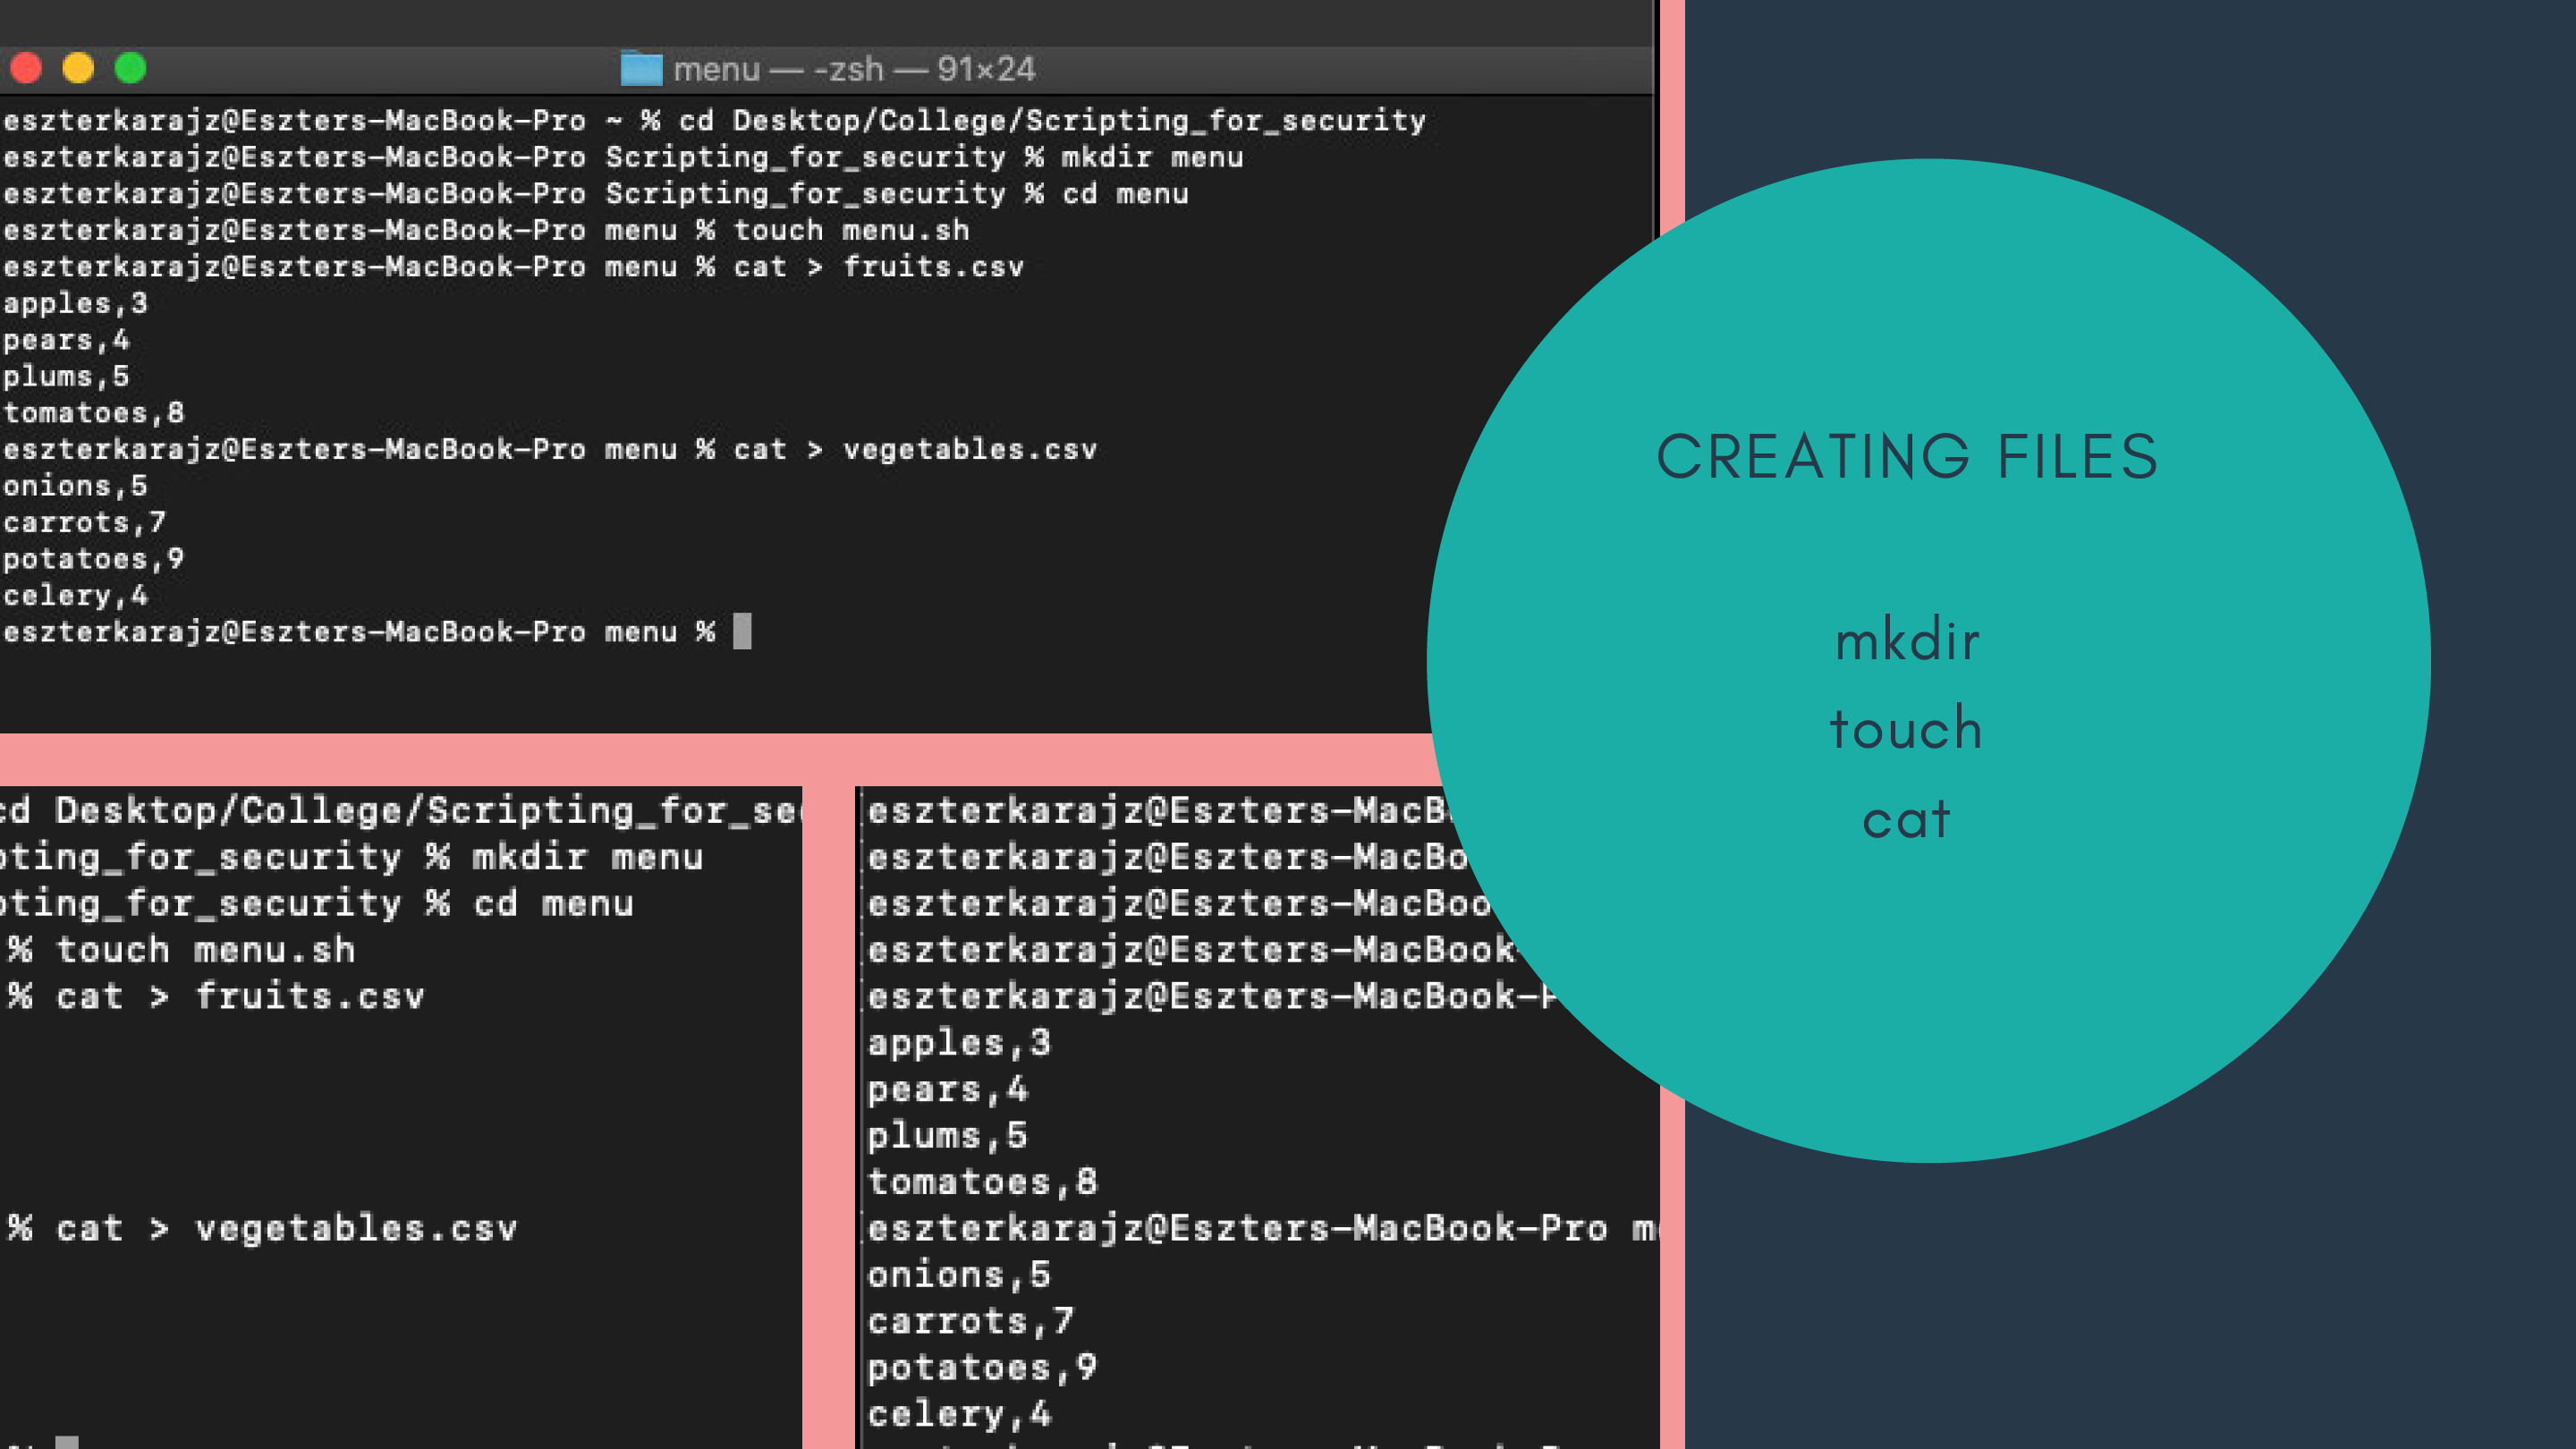 menu — -zsh — 91×24
eszterkarajz@Eszters-MacBook-Pro ~ % cd Desktop/College/Scripting_for_security
eszterkarajz@Eszters-MacBook-Pro Scripting_for_security % mkdir menu
eszterkarajz@Eszters-MacBook-Pro Scripting_for_security % cd menu
eszterkarajz@Eszters-MacBook-Pro menu % touch menu.sh
eszterkarajz@Eszters-MacBook-Pro menu % cat > fruits.csv
apples,3
pears,4
plums,5
tomatoes,8
eszterkarajz@Eszters-MacBook-Pro menu % cat > vegetables.csv
onions,5
carrots,7
potatoes,9
celery,4
eszterkarajz@Eszters-MacBook-Pro menu %
cd Desktop/College/Scripting_for_se
pting_for_security % mkdir menu
pting_for_security % cd menu
% touch menu.sh
% cat > fruits.csv
% cat > vegetables.csv
eszterkarajz@Eszters-MacB
eszterkarajz@Eszters-MacBo
eszterkarajz@Eszters-MacBoo
eszterkarajz@Eszters-MacBook
eszterkarajz@Eszters-MacBook-P
apples,3
pears,4
plums,5
tomatoes,8
eszterkarajz@Eszters-MacBook-Pro m
onions,5
carrots,7
potatoes,9
celery,4
CREATING FILES
mkdir
touch
cat